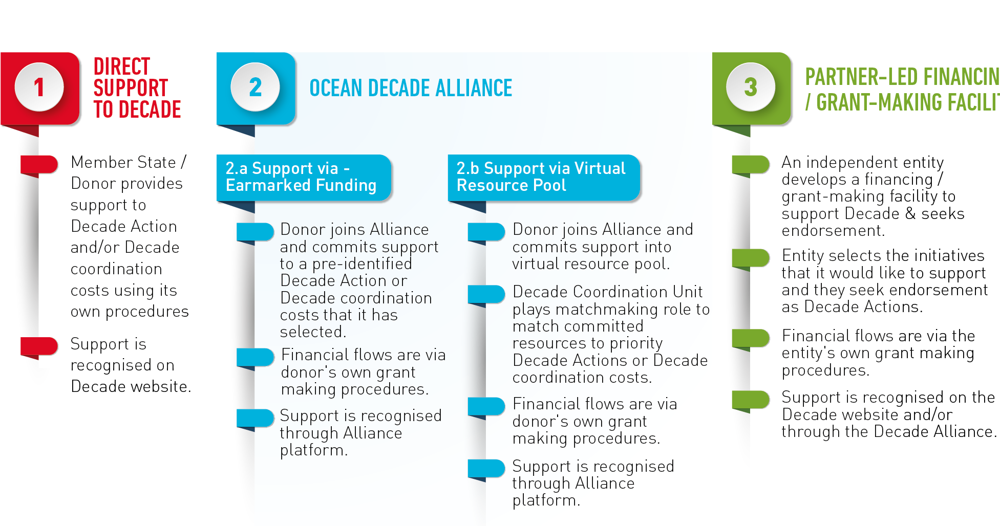 1
DIRECT
SUPPORT
TO DECADE
Member State /
Donor provides
support to
Decade Action
and/or Decade
coordination
costs using its
own procedures
Support is
recognised on
Decade website.
2
OCEAN DECADE ALLIANCE
2.a Support via -
Earmarked Funding
Donor joins Alliance
and commits support
to a pre-identified
Decade Action or
Decade coordination
costs that it has
selected.
Financial flows are via
donor's own grant
making procedures.
Support is recognised
through Alliance
platform.
2.b Support via Virtual
Resource Pool
Donor joins Alliance and
commits support into
virtual resource pool.
Decade Coordination Unit
plays matchmaking role to
match committed
resources to priority
Decade Actions or Decade
coordination costs.
Financial flows are via
donor's own grant
making procedures.
Support is recognised
through Alliance
platform.
3
PARTNER-LED FINANCIN
/ GRANT-MAKING FACILIT
An independent entity
develops a financing /
grant-making facility to
support Decade & seeks
endorsement.
Entity selects the initiatives
that it would like to support
and they seek endorsement
as Decade Actions.
Financial flows are via the
entity's own grant making
procedures.
Support is recognised on the
Decade website and/or
through the Decade Alliance.